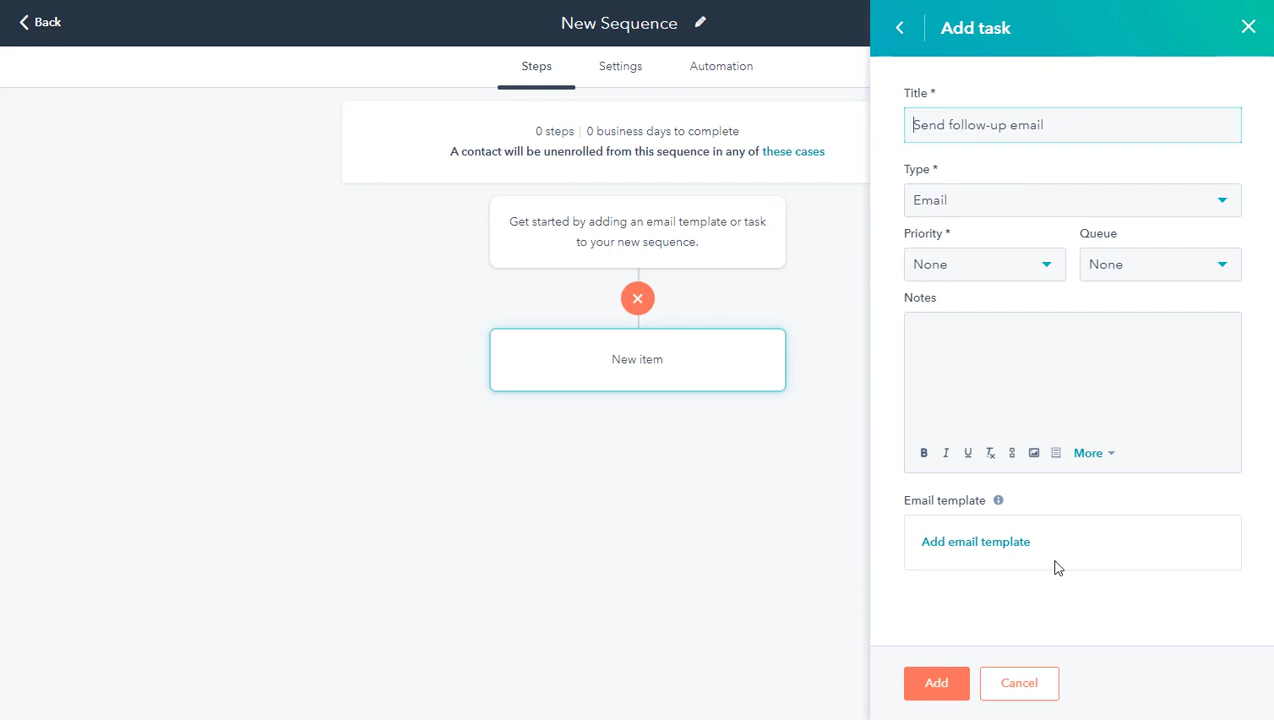 Back
New Sequence
Steps
Settings
Automation
0 steps | 0 business days to complete
A contact will be unenrolled from this sequence in any of these cases
Get started by adding an email template or task
to your new sequence.
New item
Add task
Title *
Send follow-up email
Type *
Email
Priority *
Queue
None
None
Notes
B I U Tx
More
Email template
Add email template
Add
Cancel